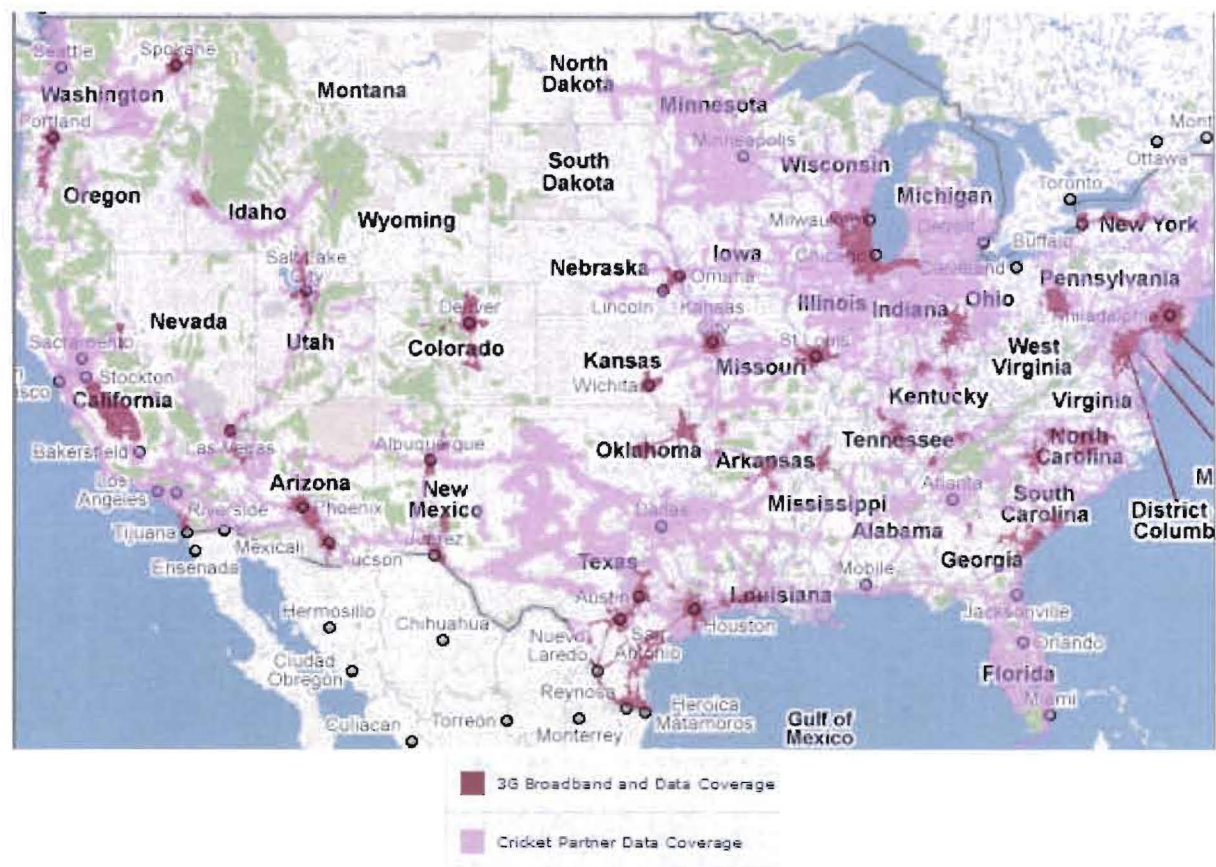 Seattle
Spokane
Washington
Montana
North
Dakota
Minnesota
Portland
Minneapolis
Mont
Ottawa
Oregon
South
Dakota
Wisconsin
Michigan
Toronto
Idaho
Wyoming
Milwauk
Detroit
Buffalo
New York
Salt Lake
City
Nebraska
Iowa
Omaha
Chicago
Cleveland
Pennsylvania
Nevada
Denver
Lincoln
Kansas
City
Illinois
Indiana
Ohio
Philadelphia
Sacramento
Utah
Colorado
Kansas
St Louis
West
Virginia
Stockton
isco
California
Wichita
Missouri
Kentucky
Virginia
Bakersfield
Las Vegas
Albuquerque
Oklahoma
Tennessee
North
Carolina
Arkansas
Los
Angeles
Arizona
New
Mexico
Atlanta
M
Riverside
Phoenix
Dallas
Mississippi
Alabama
South
Carolina
District
Columb
Tijuana
Mexicali
Tucson
Juarez
Ensenada
Texas
Georgia
Mobile
Austin
Louisiana
Jacksonville
Hermosillo
Chihuahua
Nuevo
Laredo
San
Antonio
Houston
Orlando
Ciudad
Obregon
Florida
Reynosa
Heroica
Matamoros
Miami
Culiacan
Torreon
Monterrey
Gulf of
Mexico
3G Broadband and Data Coverage
Cricket Partner Data Coverage